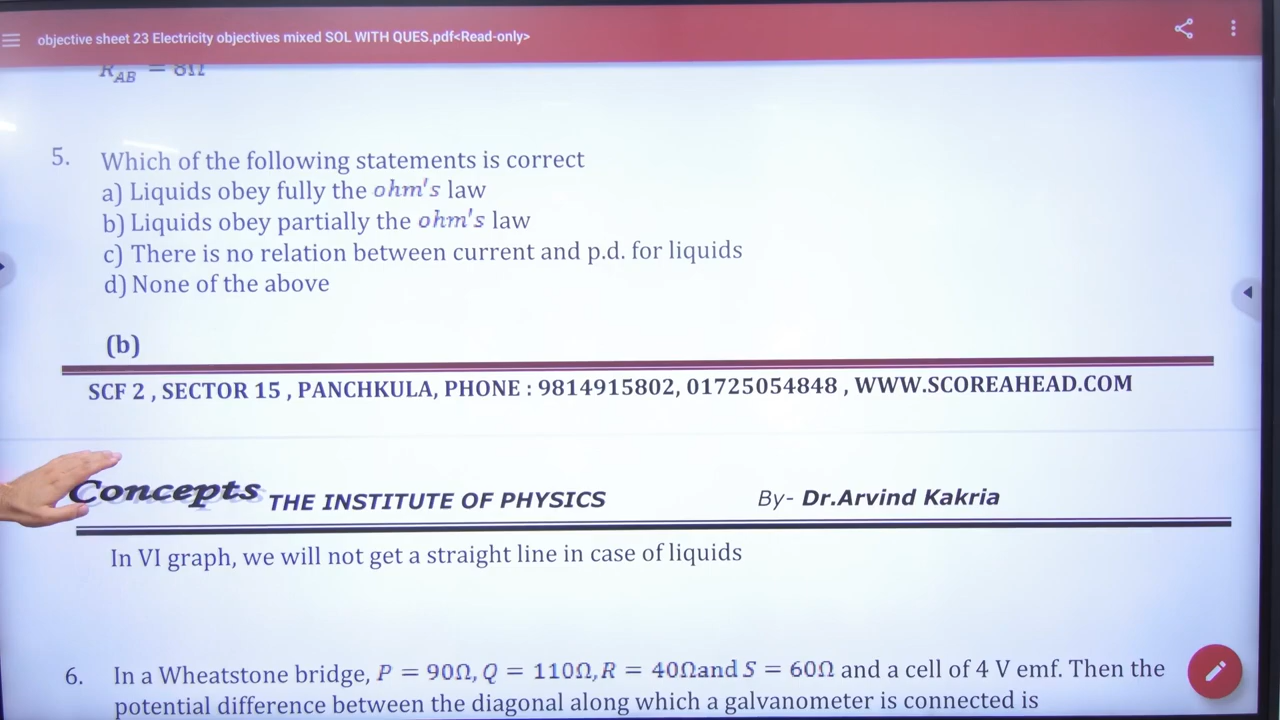 objective sheet 23 Electricity objectives mixed SOL WITH QUES.pdf<Read-only>
R_AB = 8Ω
5. Which of the following statements is correct
a) Liquids obey fully the ohm's law
b) Liquids obey partially the ohm's law
c) There is no relation between current and p.d. for liquids
d) None of the above
(b)
SCF 2 , SECTOR 15 , PANCHKULA, PHONE : 9814915802, 01725054848 , WWW.SCOREAHEAD.COM
Concepts THE INSTITUTE OF PHYSICS By- Dr.Arvind Kakria
In VI graph, we will not get a straight line in case of liquids
6. In a Wheatstone bridge, P = 90Ω, Q = 110Ω, R = 40Ωand S = 60Ω and a cell of 4 V emf. Then the
potential difference between the diagonal along which a galvanometer is connected is